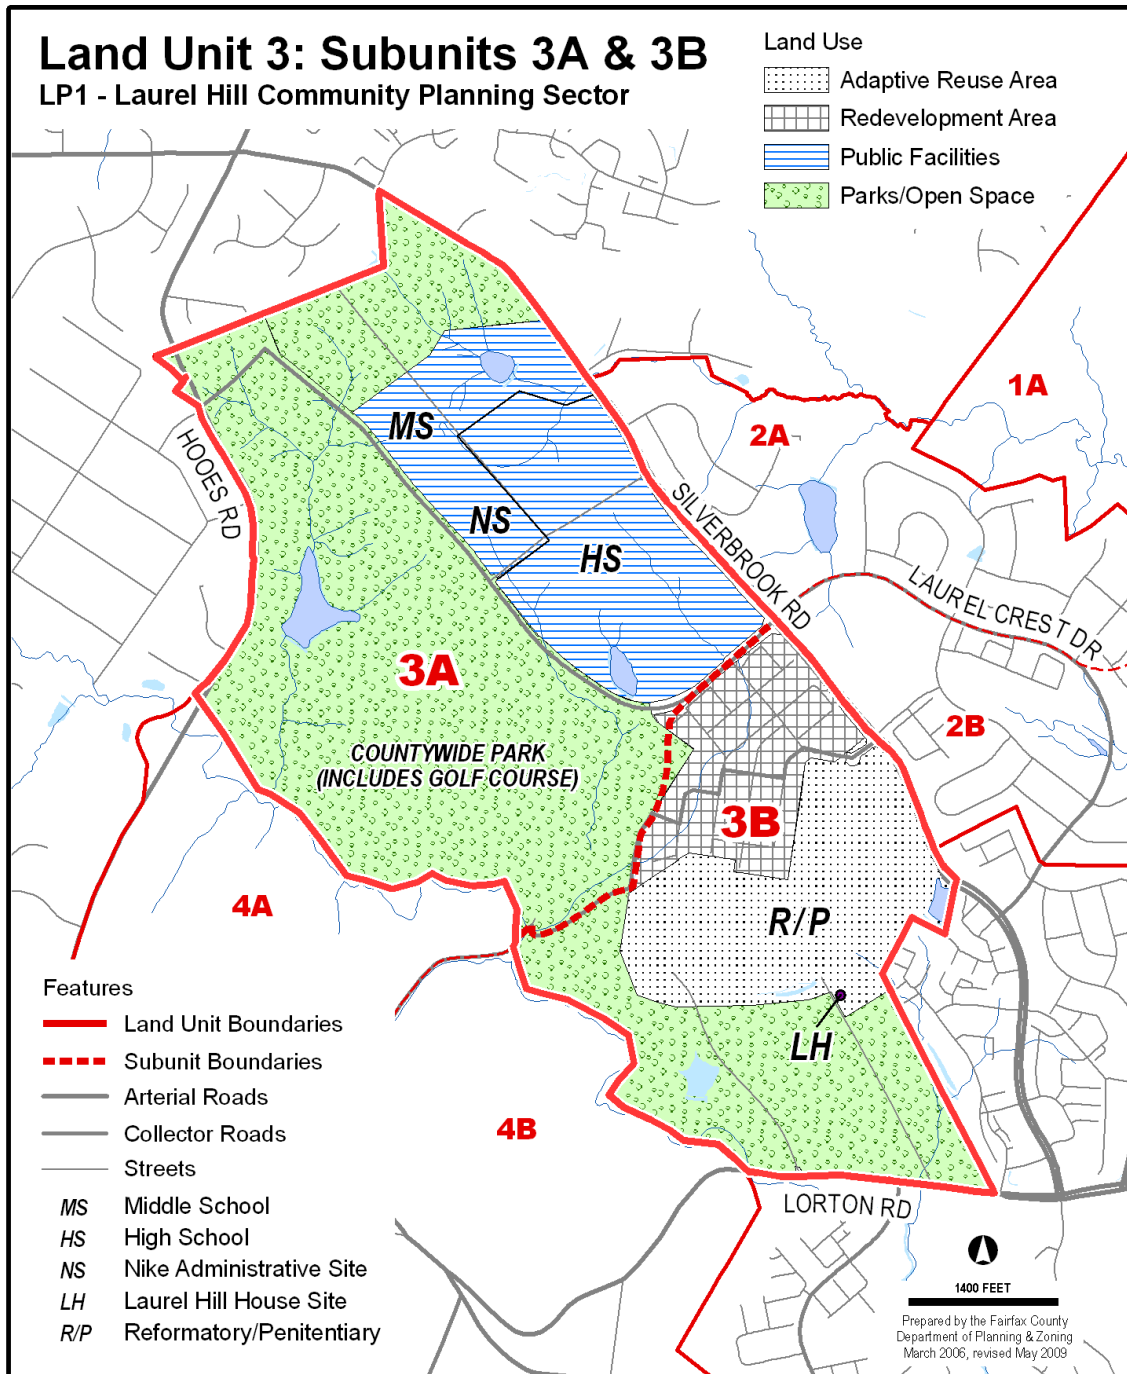 Land Unit 3: Subunits 3A & 3B
LP1 - Laurel Hill Community Planning Sector
Land Use
Adaptive Reuse Area
Redevelopment Area
Public Facilities
Parks/Open Space
1A
2A
MS
HOOES RD
NS
HS
SILVERBROOK RD
LAUREL CREST DR
3A
2B
COUNTYWIDE PARK
(INCLUDES GOLF COURSE)
3B
4A
R/P
LH
4B
LORTON RD
Features
Land Unit Boundaries
Subunit Boundaries
Arterial Roads
Collector Roads
Streets
MS Middle School
HS High School
NS Nike Administrative Site
LH Laurel Hill House Site
R/P Reformatory/Penitentiary
1400 FEET
Prepared by the Fairfax County
Department of Planning & Zoning
March 2006, revised May 2009